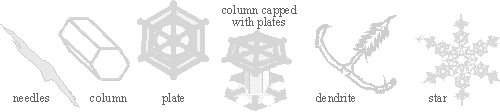 column capped
with plates
needles
column
plate
dendrite
star